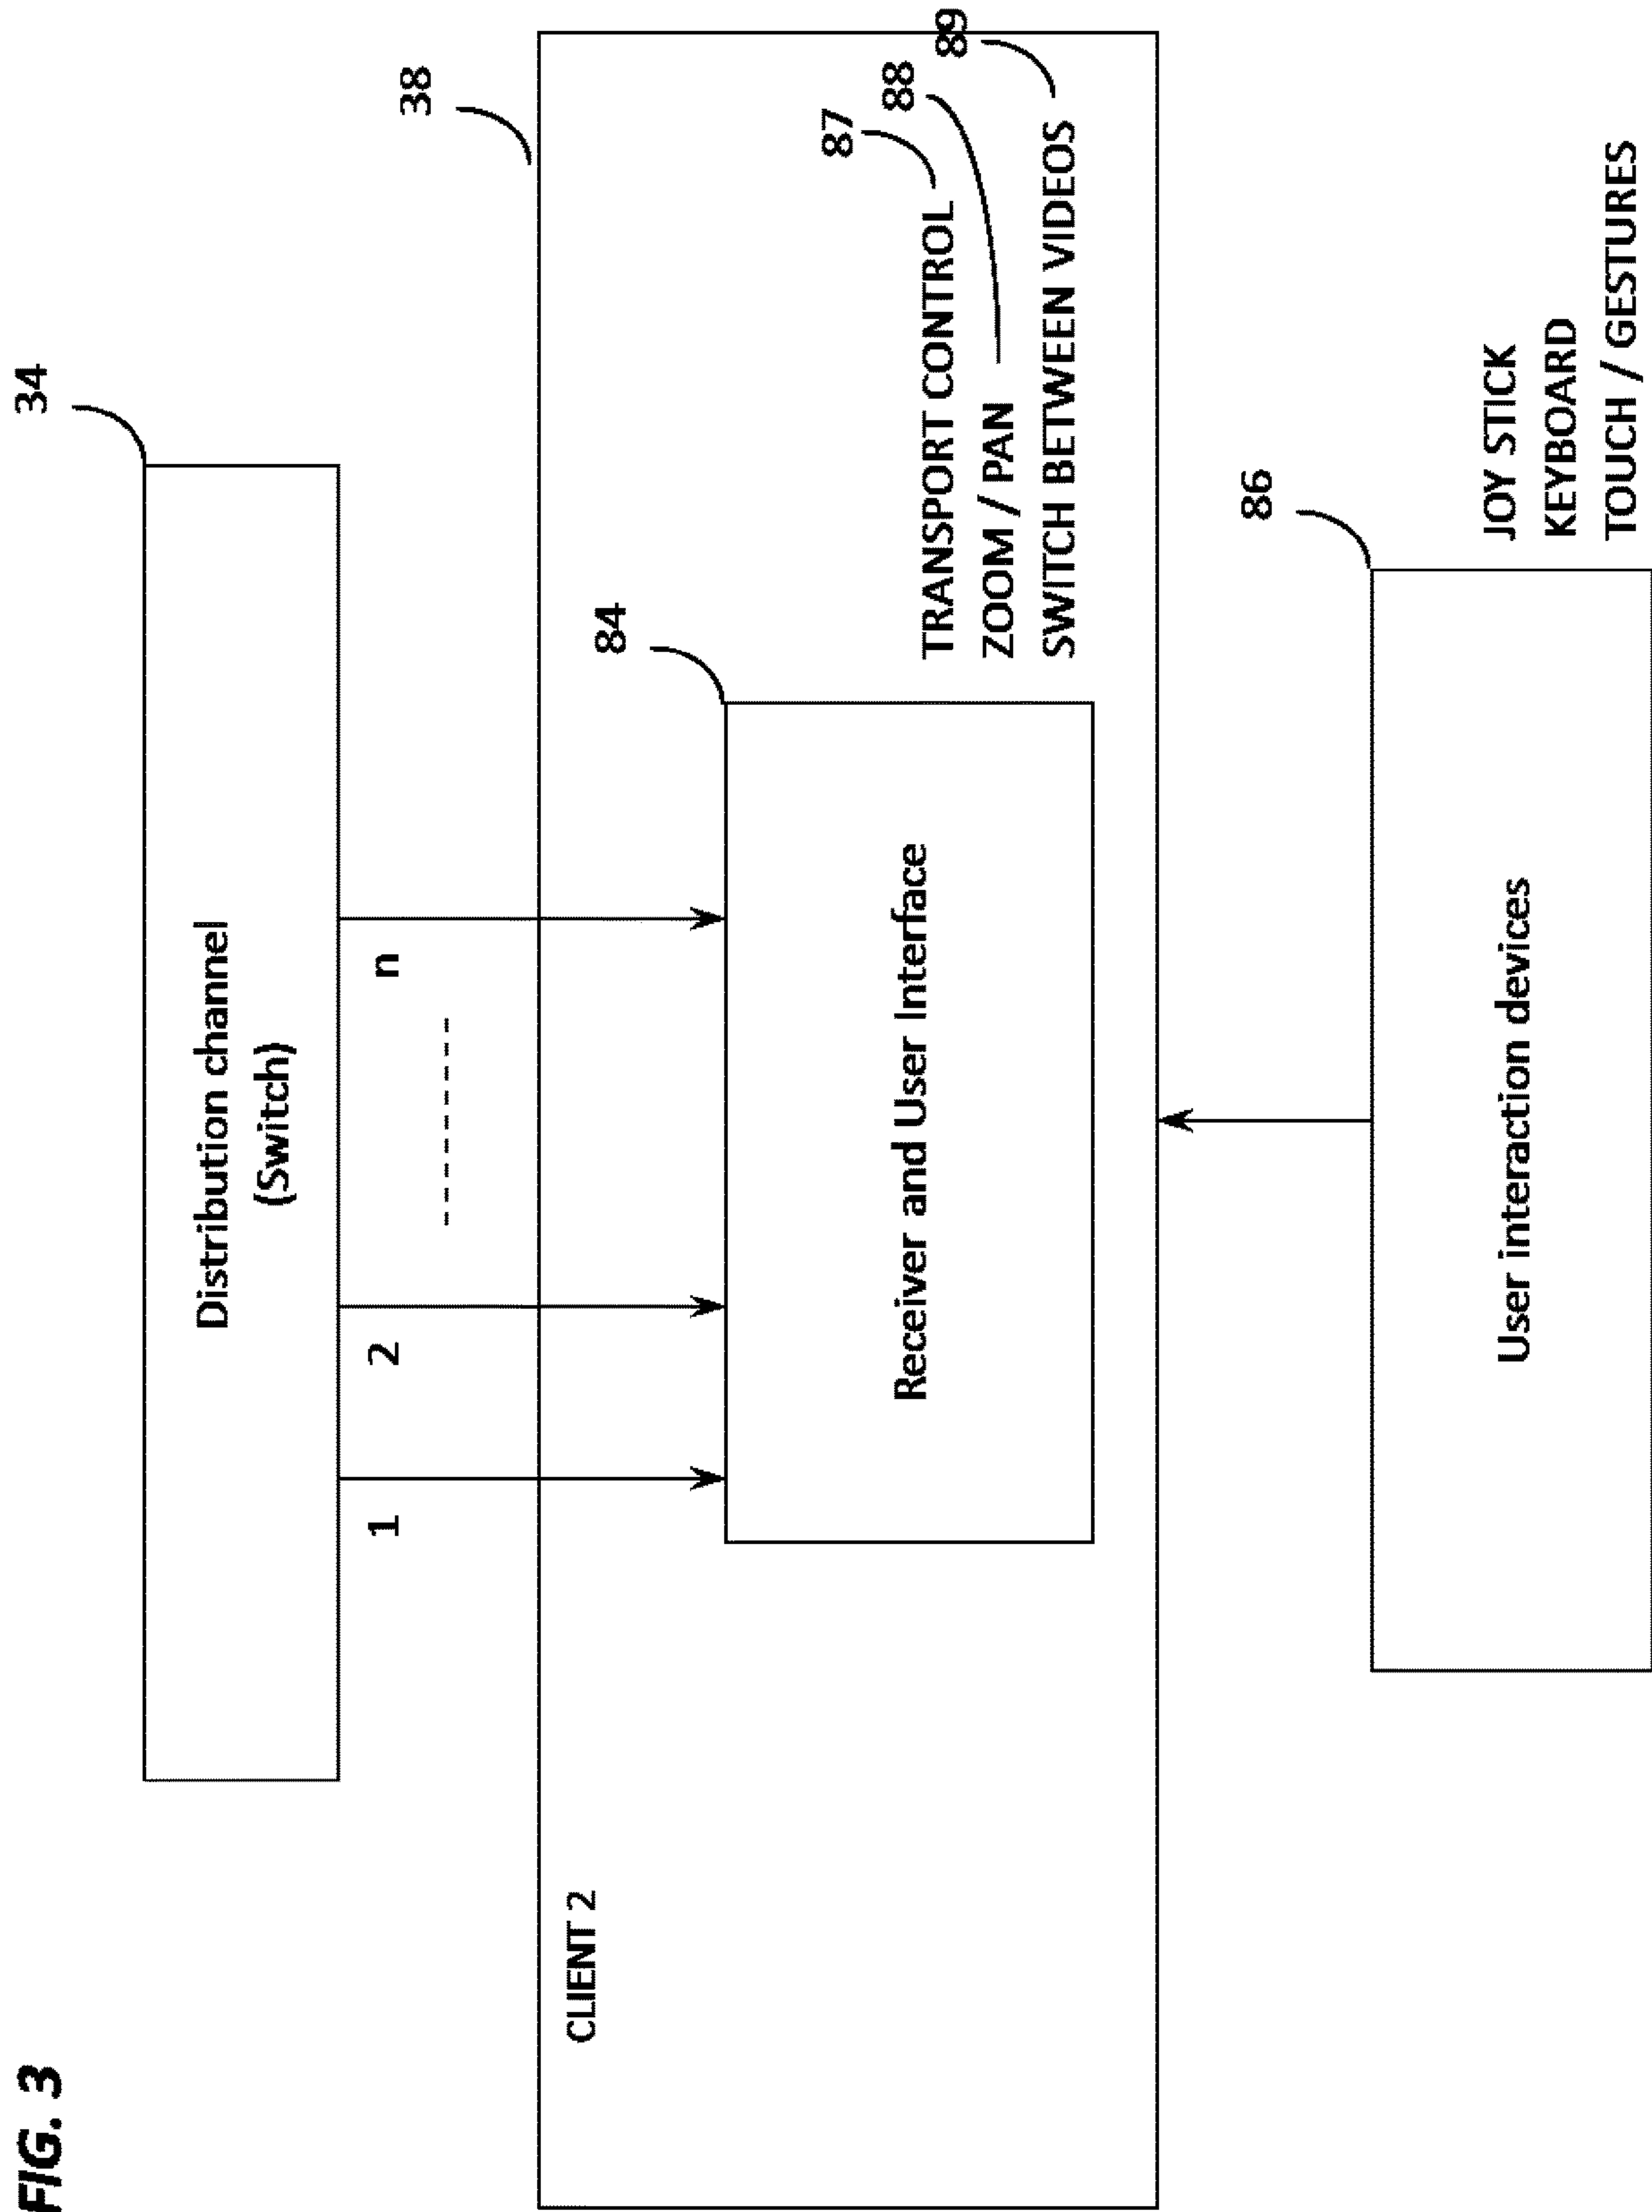 FIG. 3
34
Distribution channel
(Switch)
1
2
n
38
CLIENT 2
84
Receiver and User Interface
87
88
89
TRANSPORT CONTROL
ZOOM / PAN
SWITCH BETWEEN VIDEOS
86
User interaction devices
JOY STICK
KEYBOARD
TOUCH / GESTURES